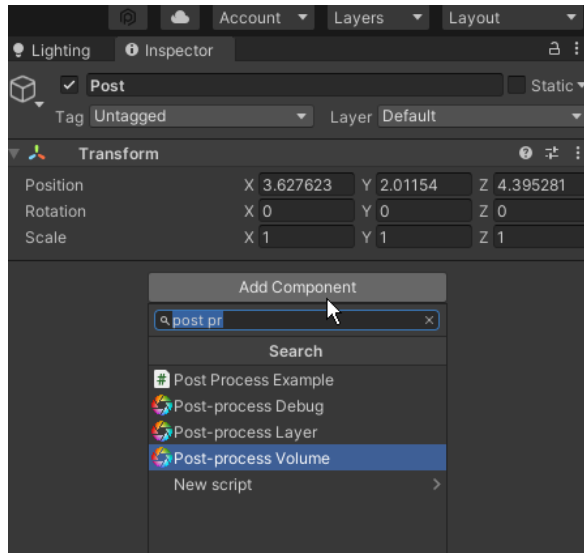 Account Layers Layout
Lighting Inspector
Post Static
Tag Untagged Layer Default
Transform
Position X 3.627623 Y 2.01154 Z 4.395281
Rotation X 0 Y 0 Z 0
Scale X 1 Y 1 Z 1
Add Component
post pr
Search
Post Process Example
Post-process Debug
Post-process Layer
Post-process Volume
New script